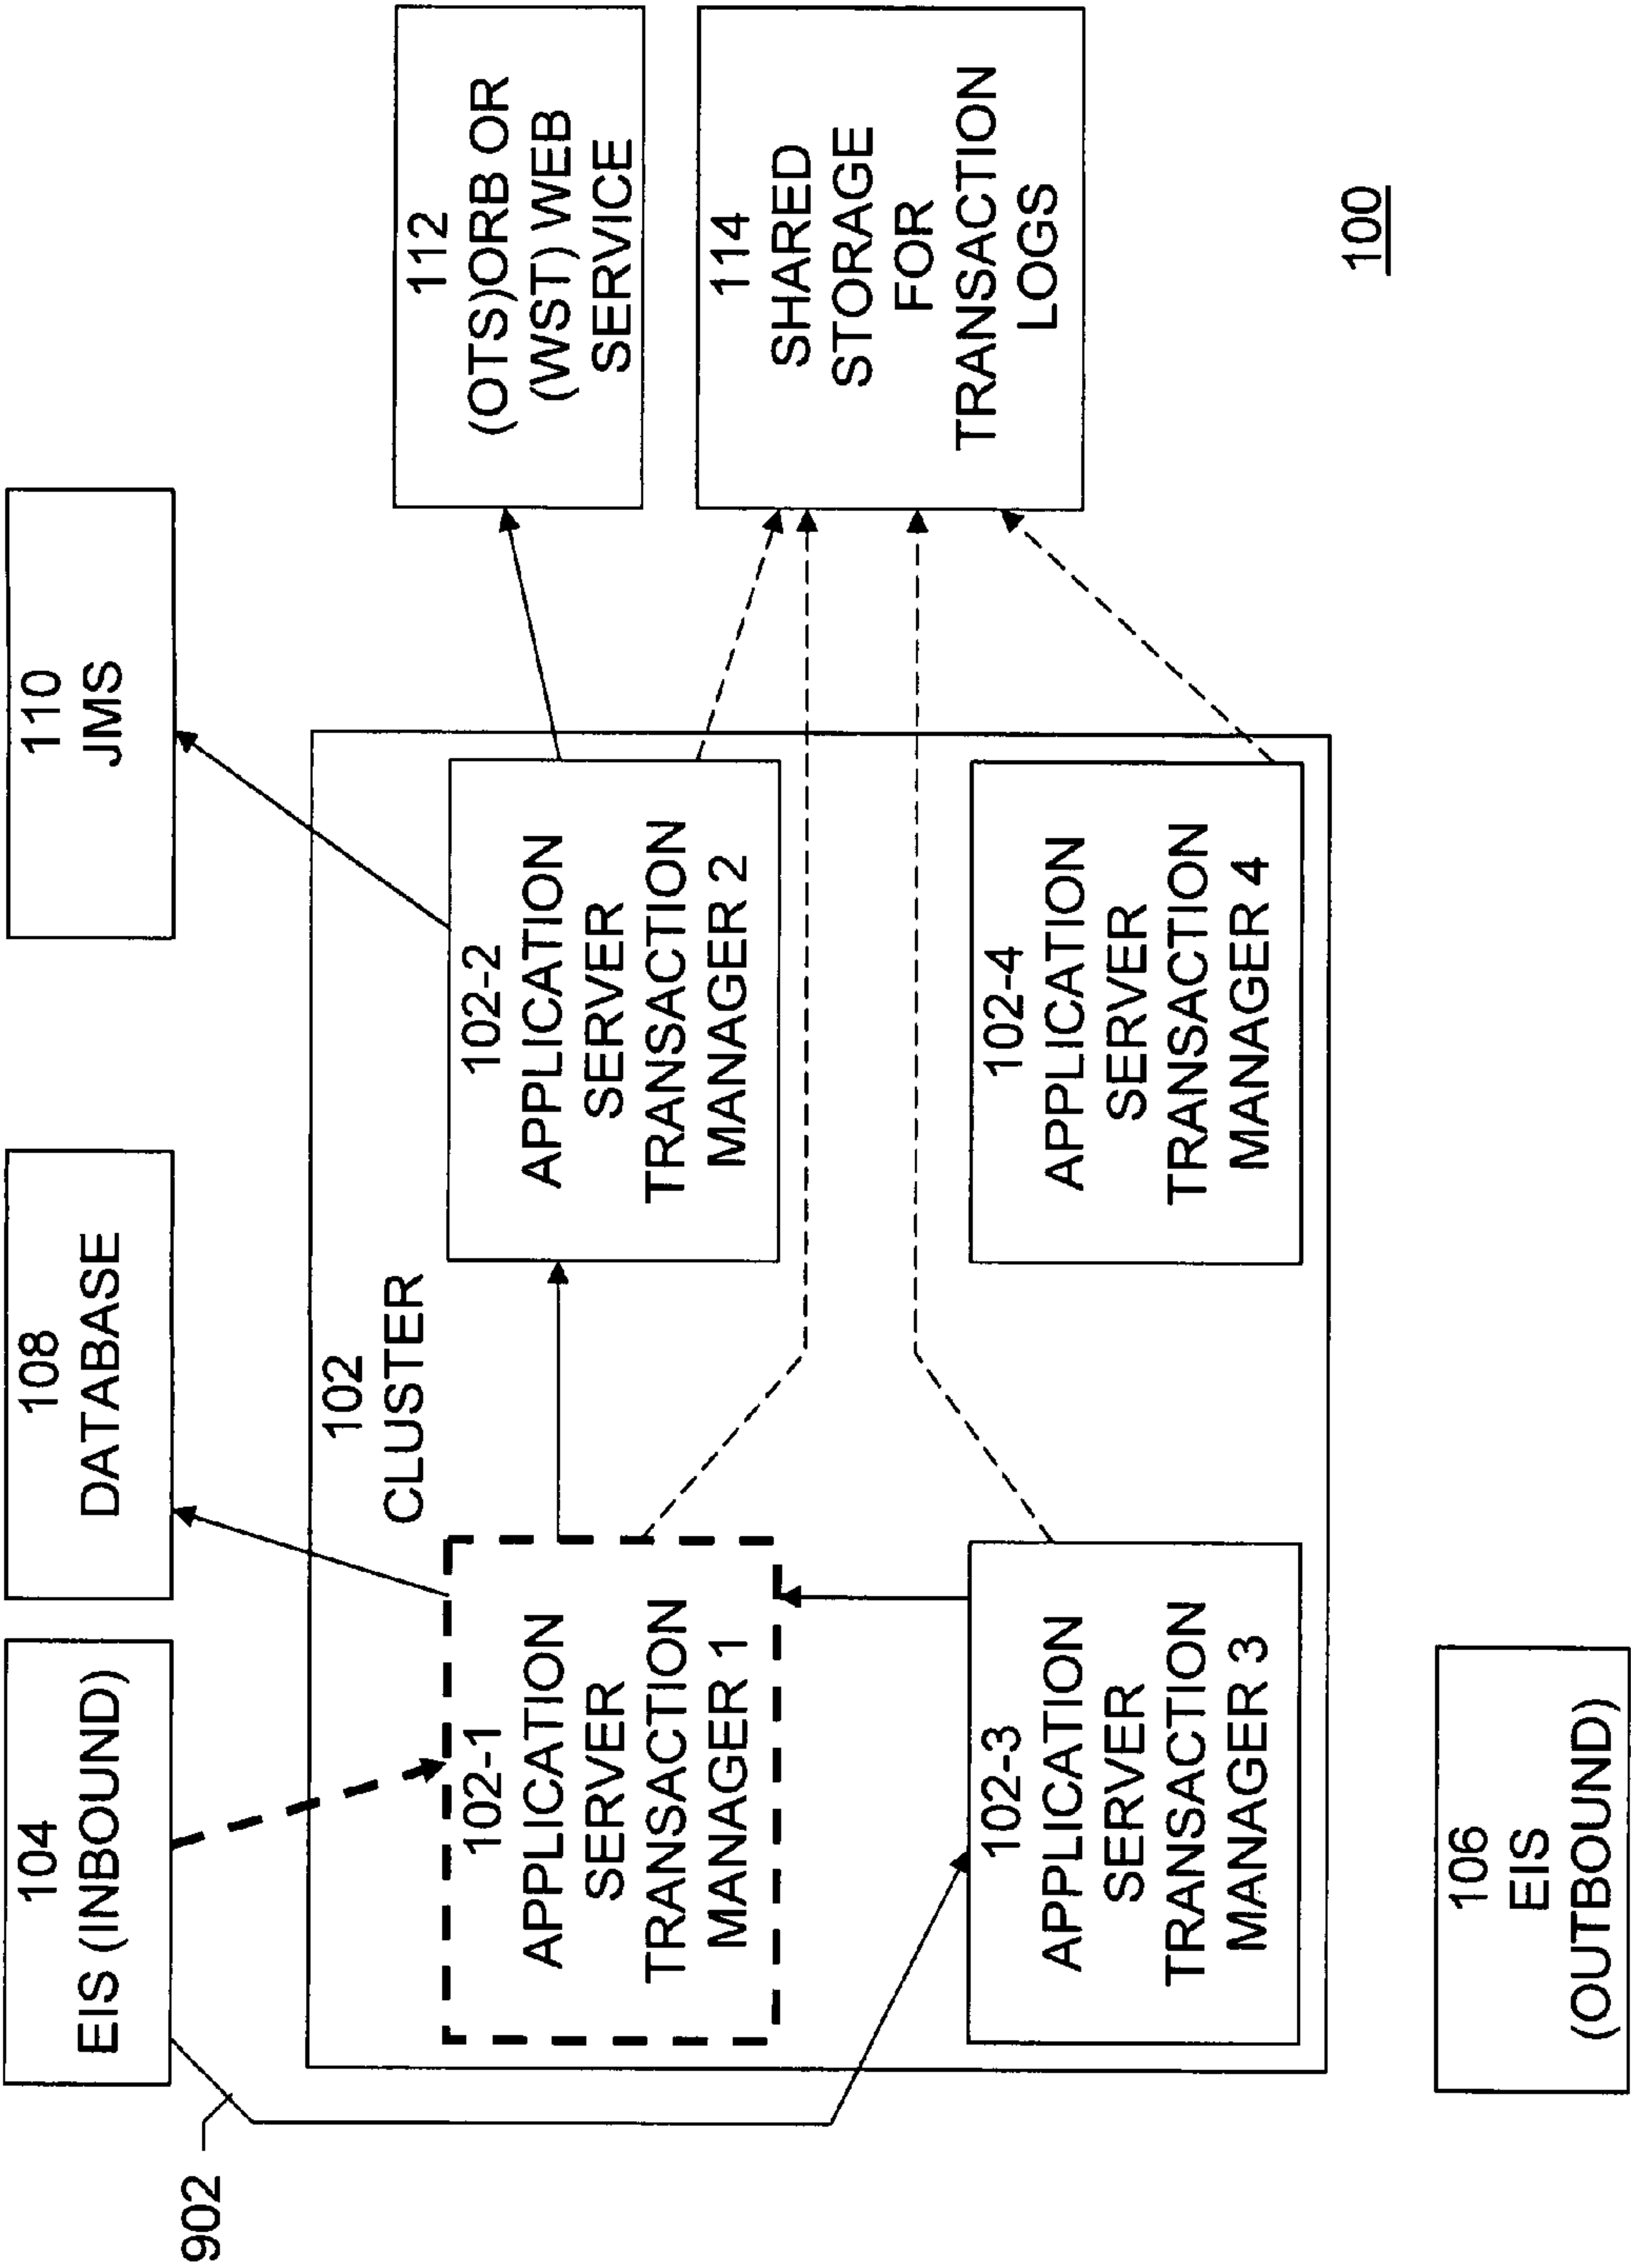 104
EIS (INBOUND)
108
DATABASE
110
JMS
902
102
CLUSTER
102-1
APPLICATION
SERVER
TRANSACTION
MANAGER 1
102-2
APPLICATION
SERVER
TRANSACTION
MANAGER 2
112
(OTS)ORB OR
(WST) WEB
SERVICE
114
SHARED
STORAGE
FOR
TRANSACTION
LOGS
102-3
APPLICATION
SERVER
TRANSACTION
MANAGER 3
102-4
APPLICATION
SERVER
TRANSACTION
MANAGER 4
106
EIS
(OUTBOUND)
100